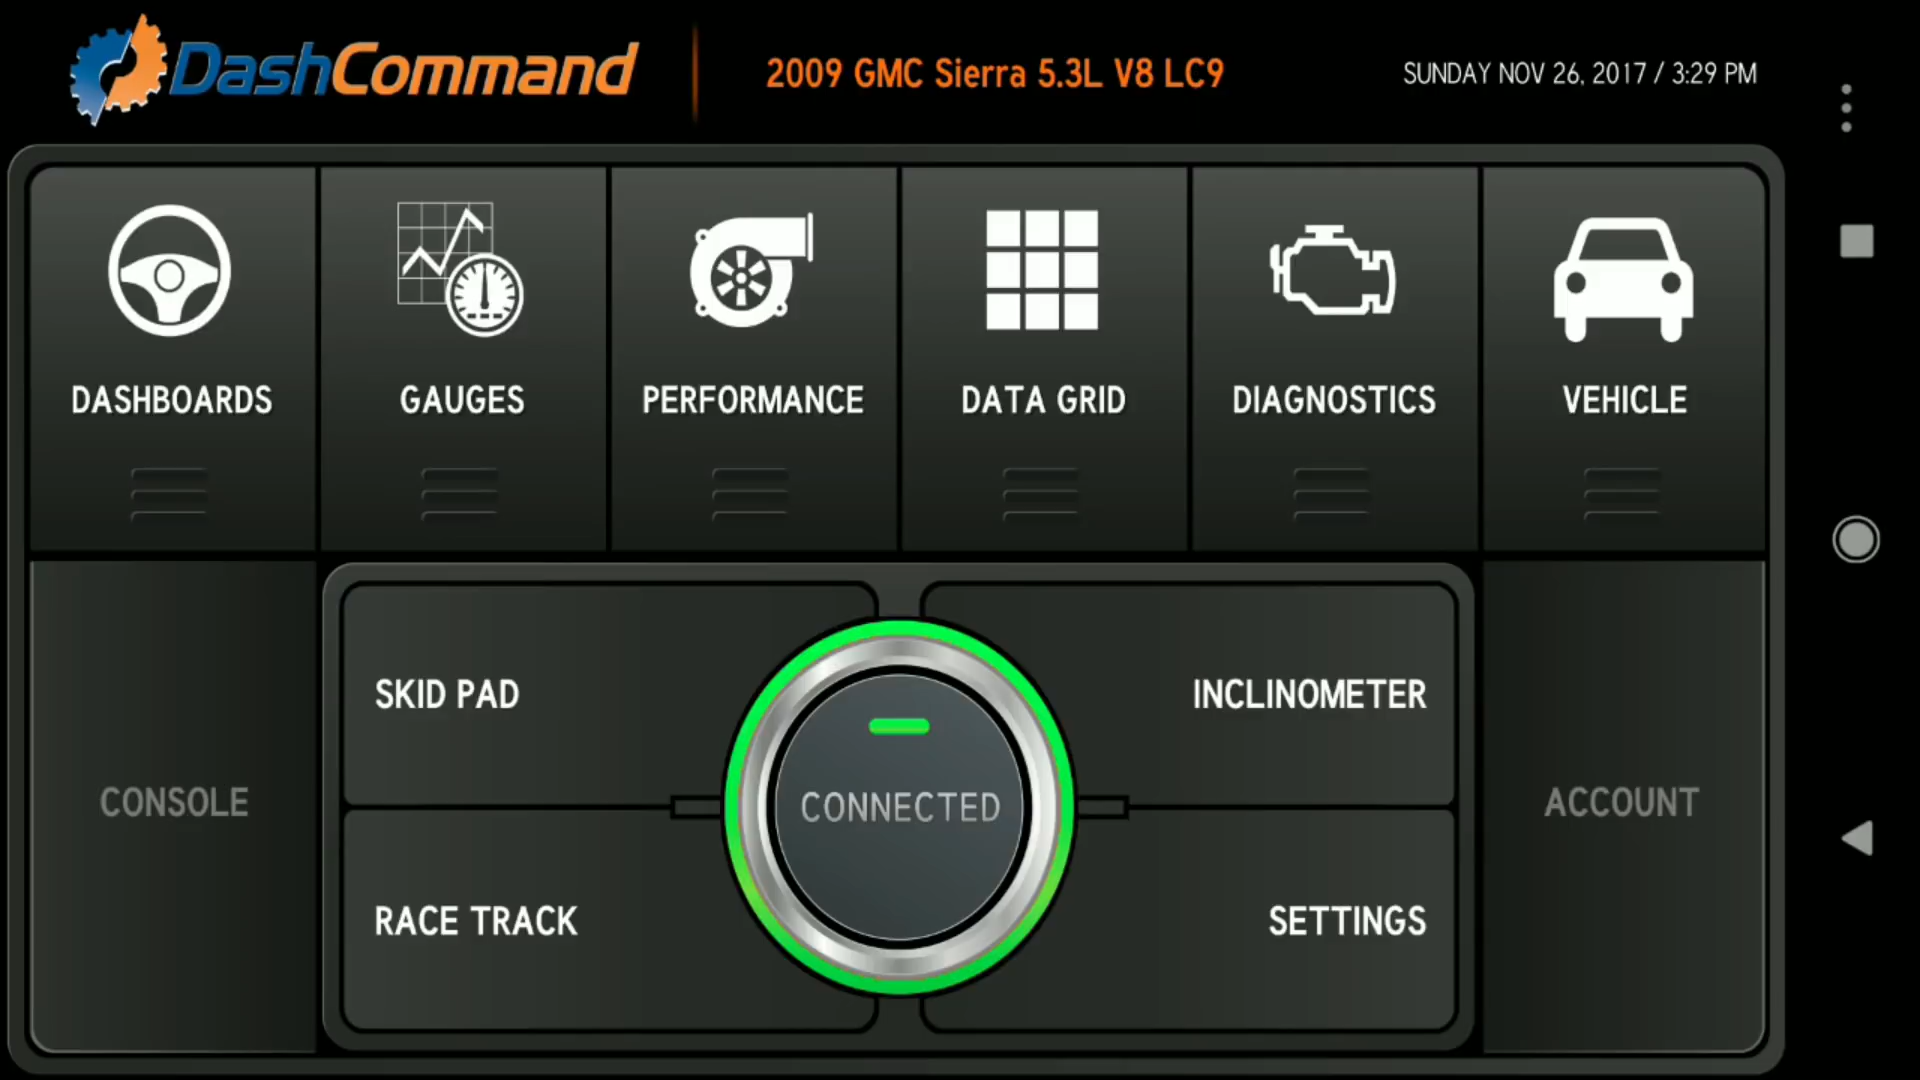 DashCommand
2009 GMC Sierra 5.3L V8 LC9
SUNDAY NOV 26, 2017 / 3:29 PM
DASHBOARDS
GAUGES
PERFORMANCE
DATA GRID
DIAGNOSTICS
VEHICLE
CONSOLE
SKID PAD
INCLINOMETER
CONNECTED
RACE TRACK
SETTINGS
ACCOUNT